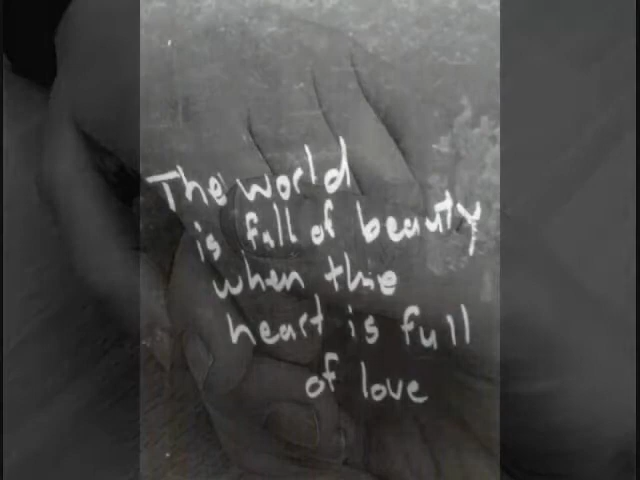 The world
is full of beauty
when the
heart is full
of love